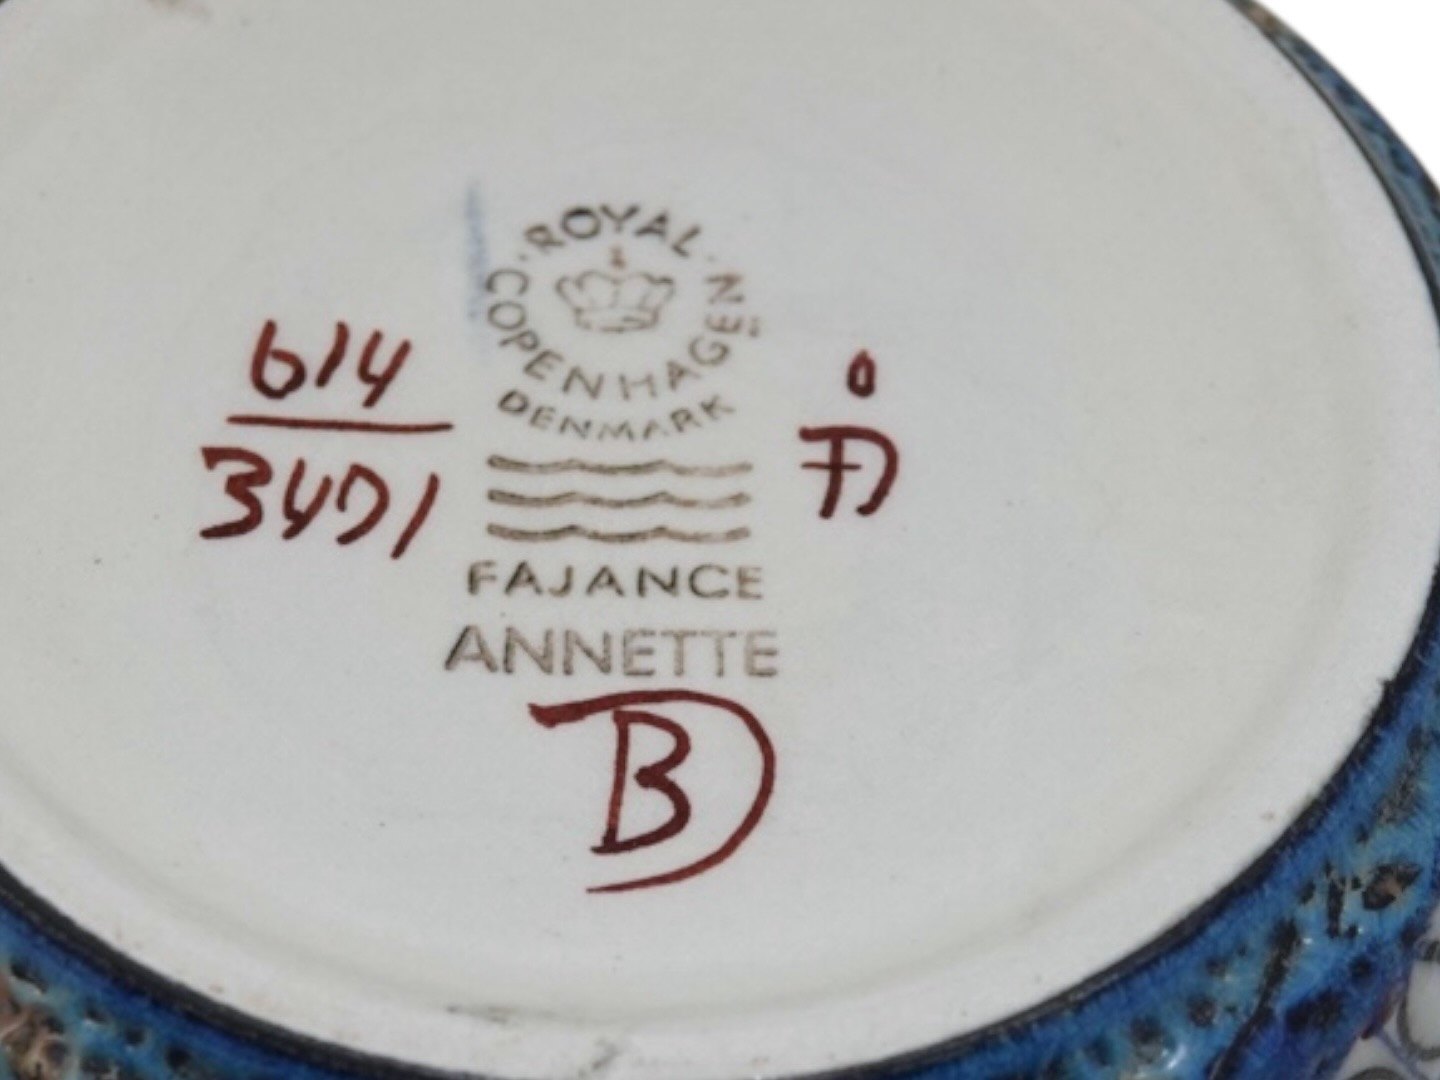 ROYAL COPENHAGEN
DENMARK
614
3471
FAJANCE
ANNETTE
B